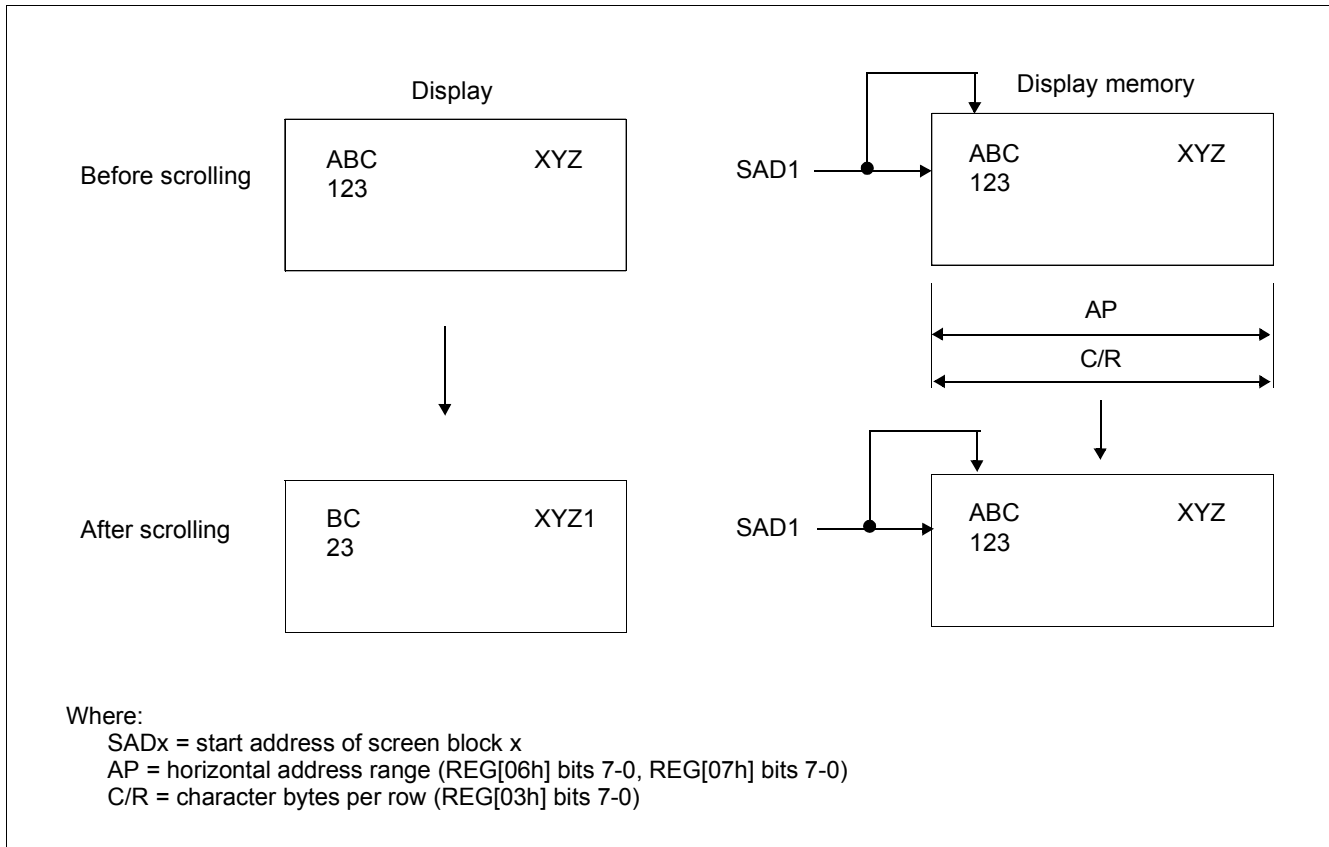 Display
Display memory
Before scrolling
ABC XYZ
123
SAD1
ABC XYZ
123
AP
C/R
After scrolling
BC XYZ1
23
SAD1
ABC XYZ
123
Where:
SADx = start address of screen block x
AP = horizontal address range (REG[06h] bits 7-0, REG[07h] bits 7-0)
C/R = character bytes per row (REG[03h] bits 7-0)